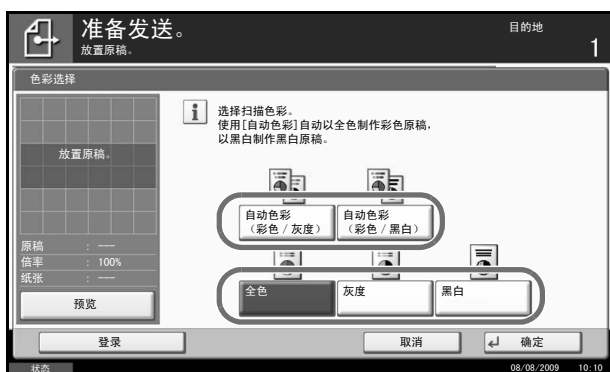 准备发送。
放置原稿。
目的地
1
色彩选择
放置原稿。
原稿 : ---
倍率 : 100%
纸张 : ---
预览
选择扫描色彩。
使用[自动色彩]自动以全色制作彩色原稿,
以黑白制作黑白原稿。
自动色彩
（彩色/灰度）
自动色彩
（彩色/黑白）
全色
灰度
黑白
登录
取消
确定
状态
08/08/2009 10:10